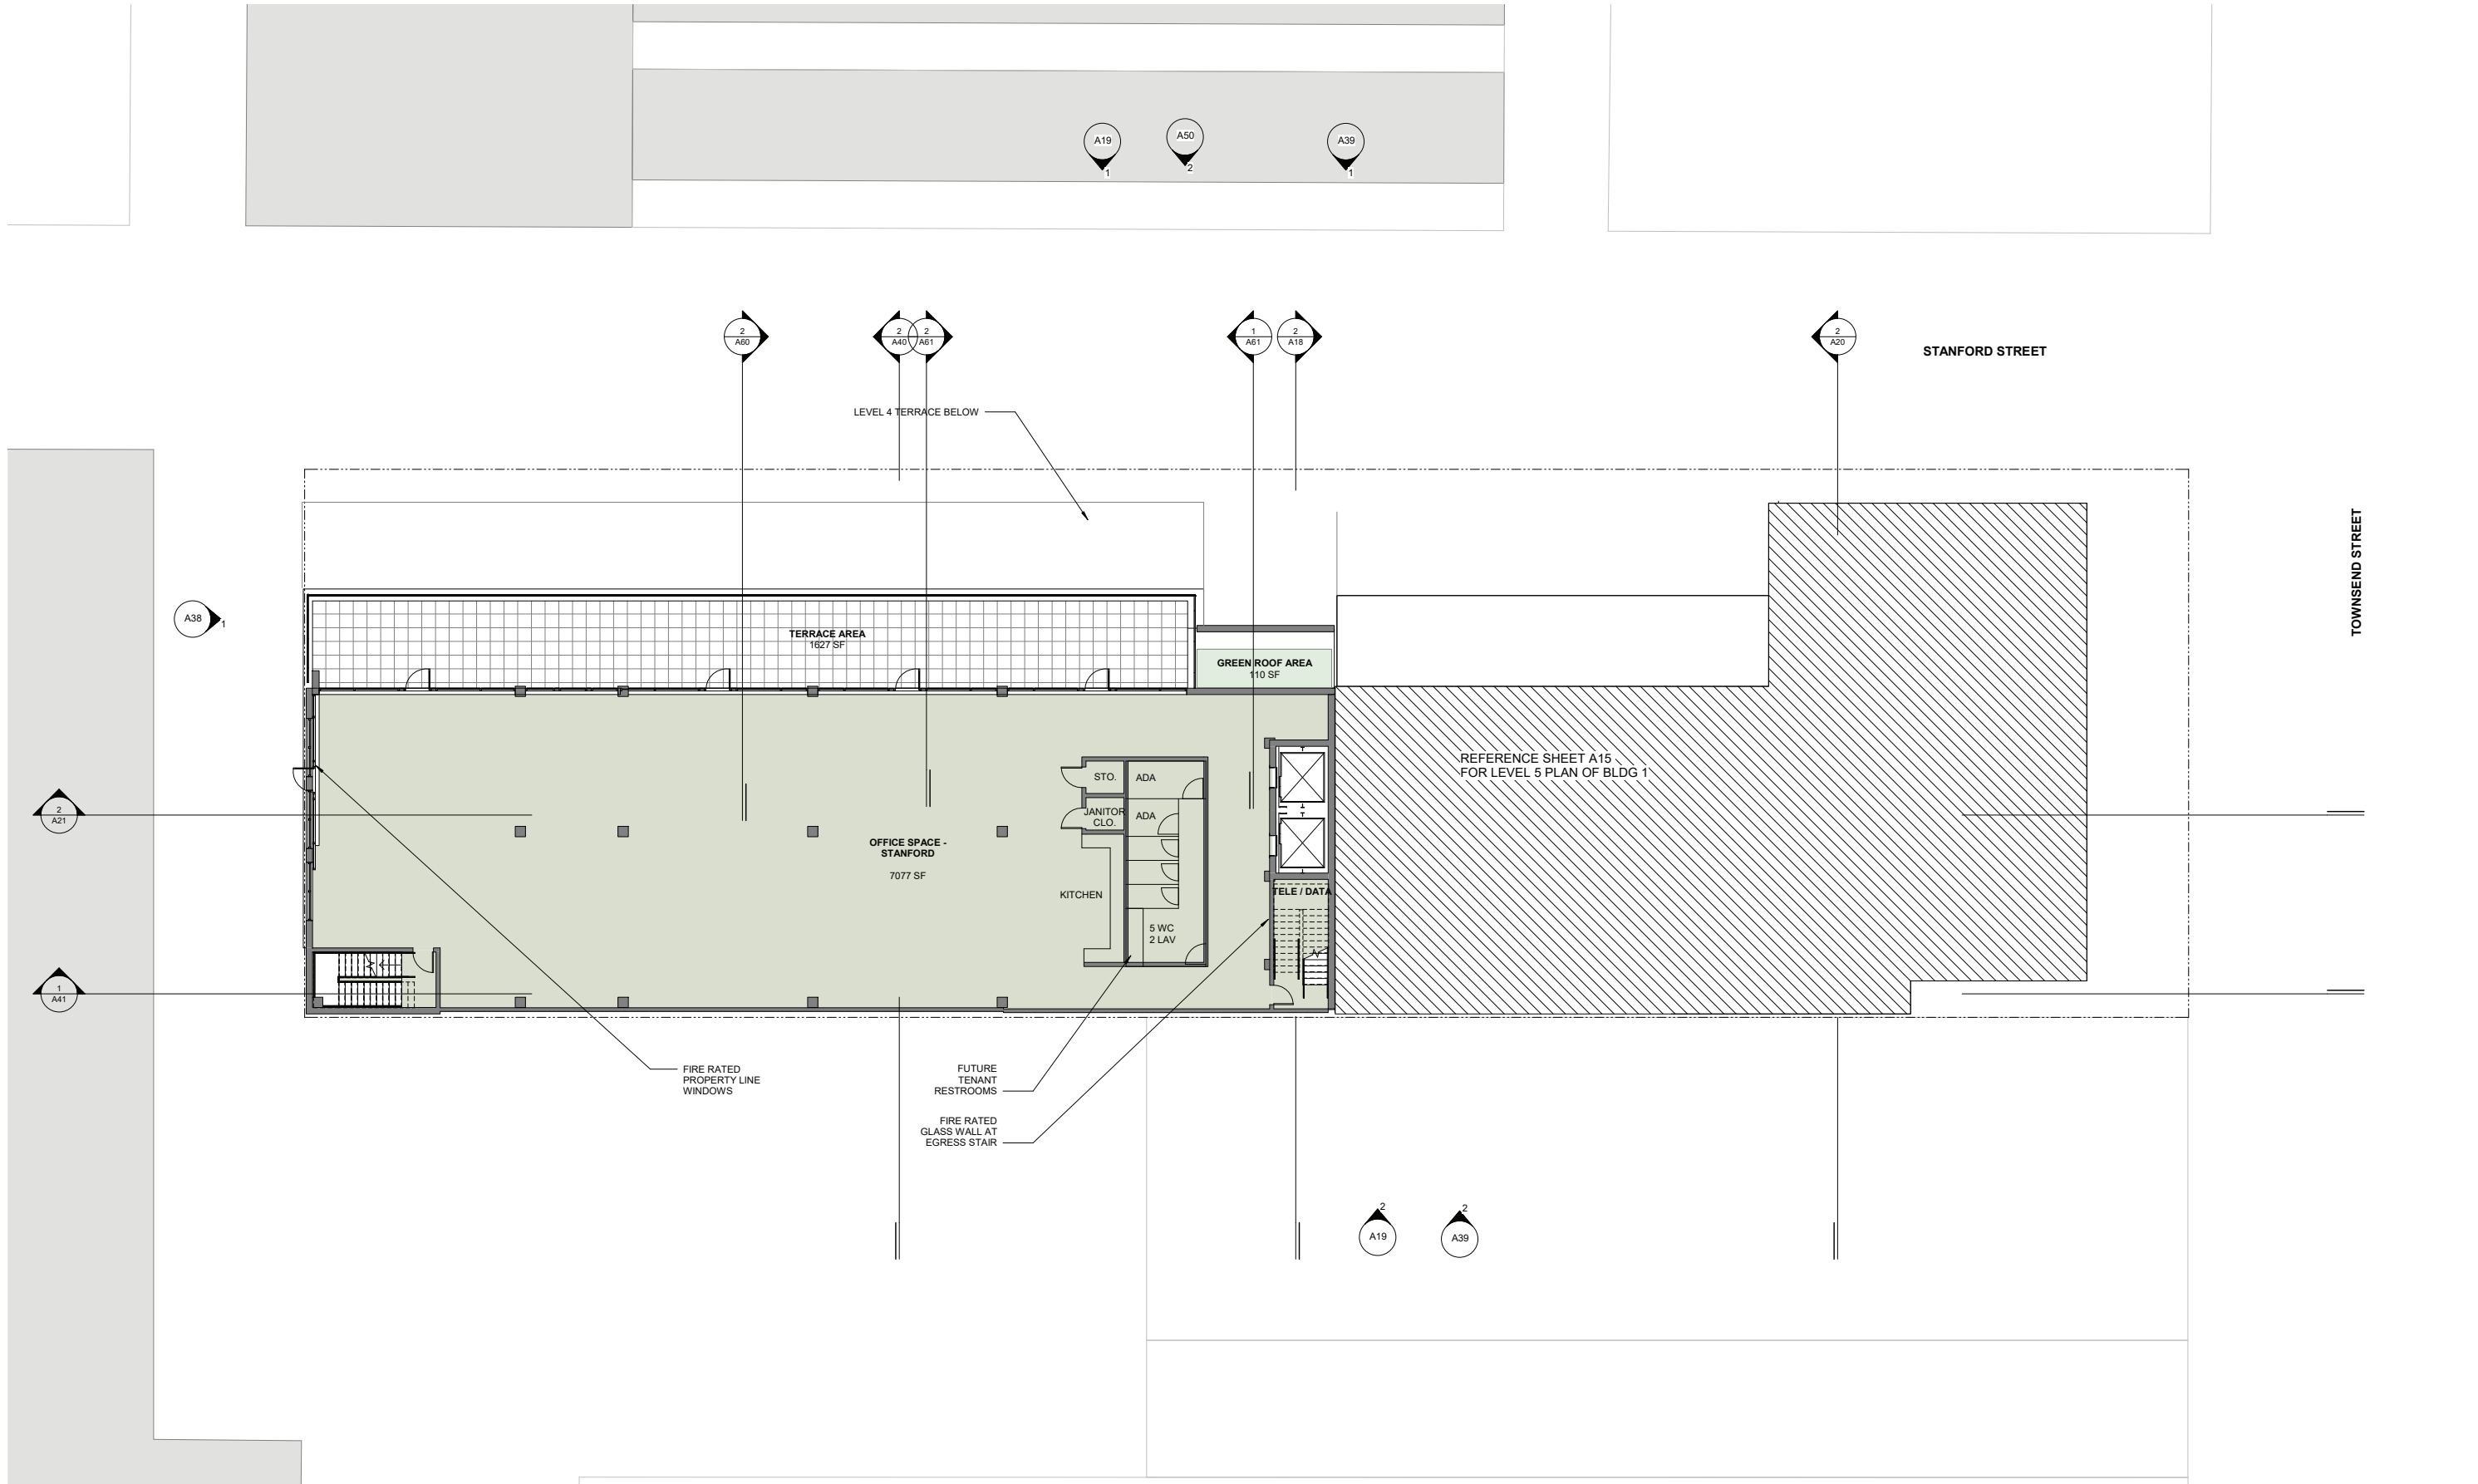 A19
1
A50
2
A39
1
2
A60
2
A40
2
A61
1
A61
2
A18
2
A20
STANFORD STREET
LEVEL 4 TERRACE BELOW
TOWNSEND STREET
A38
1
TERRACE AREA
1627 SF
GREEN ROOF AREA
110 SF
REFERENCE SHEET A15
FOR LEVEL 5 PLAN OF BLDG 1
STO.
ADA
JANITOR
CLO.
ADA
2
A21
OFFICE SPACE -
STANFORD
7077 SF
KITCHEN
TELE / DATA
5 WC
2 LAV
1
A41
FIRE RATED
PROPERTY LINE
WINDOWS
FUTURE
TENANT
RESTROOMS
FIRE RATED
GLASS WALL AT
EGRESS STAIR
2
A19
2
A39